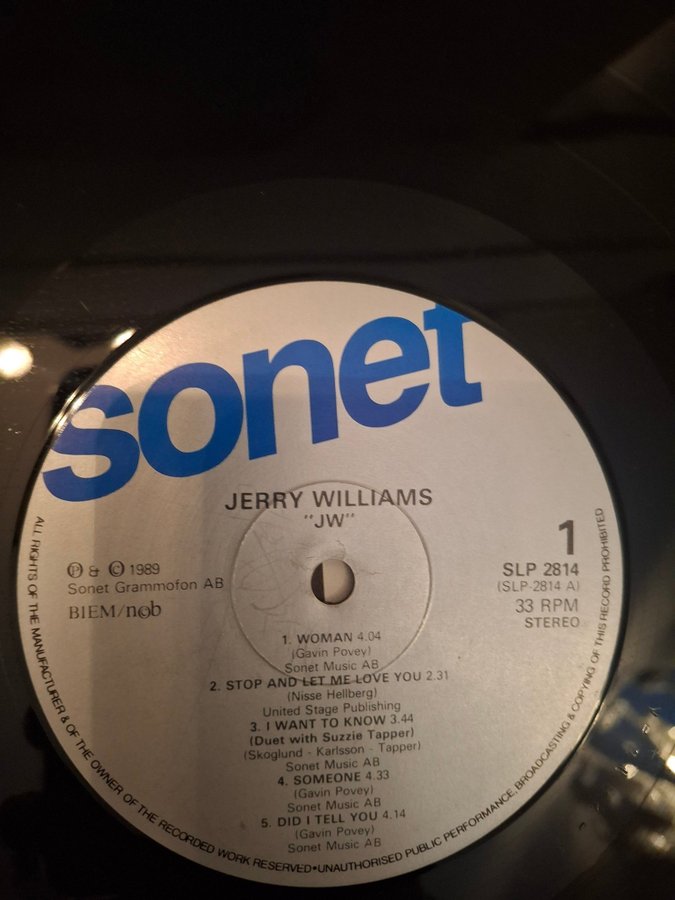 sonet
JERRY WILLIAMS
"JW"
℗ & © 1989
Sonet Grammofon AB
BIEM/n©b
1
SLP 2814
(SLP-2814 A)
33 RPM
STEREO
1. WOMAN 4.04
(Gavin Povey)
Sonet Music AB
2. STOP AND LET ME LOVE YOU 2.31
(Nisse Hellberg)
United Stage Publishing
3. I WANT TO KNOW 3.44
(Duet with Suzzie Tapper)
(Skoglund - Karlsson - Tapper)
Sonet Music AB
4. SOMEONE 4.33
(Gavin Povey)
Sonet Music AB
5. DID I TELL YOU 4.14
(Gavin Povey)
Sonet Music AB
ALL RIGHTS OF THE MANUFACTURER & OF THE OWNER OF THE RECORDED WORK RESERVED•UNAUTHORISED PUBLIC PERFORMANCE, BROADCASTING & COPYING OF THIS RECORD PROHIBITED